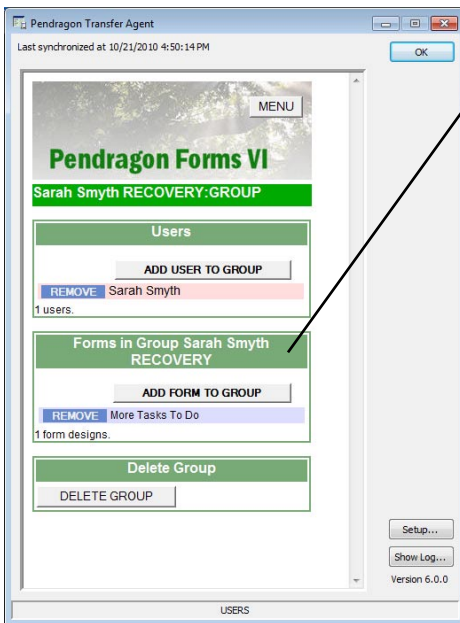 Pendragon Transfer Agent
Last synchronized at 10/21/2010 4:50:14 PM
OK
MENU
Pendragon Forms VI
Sarah Smyth RECOVERY:GROUP
Users
ADD USER TO GROUP
REMOVE Sarah Smyth
1 users.
Forms in Group Sarah Smyth
RECOVERY
ADD FORM TO GROUP
REMOVE More Tasks To Do
1 form designs.
Delete Group
DELETE GROUP
Setup...
Show Log...
Version 6.0.0
USERS